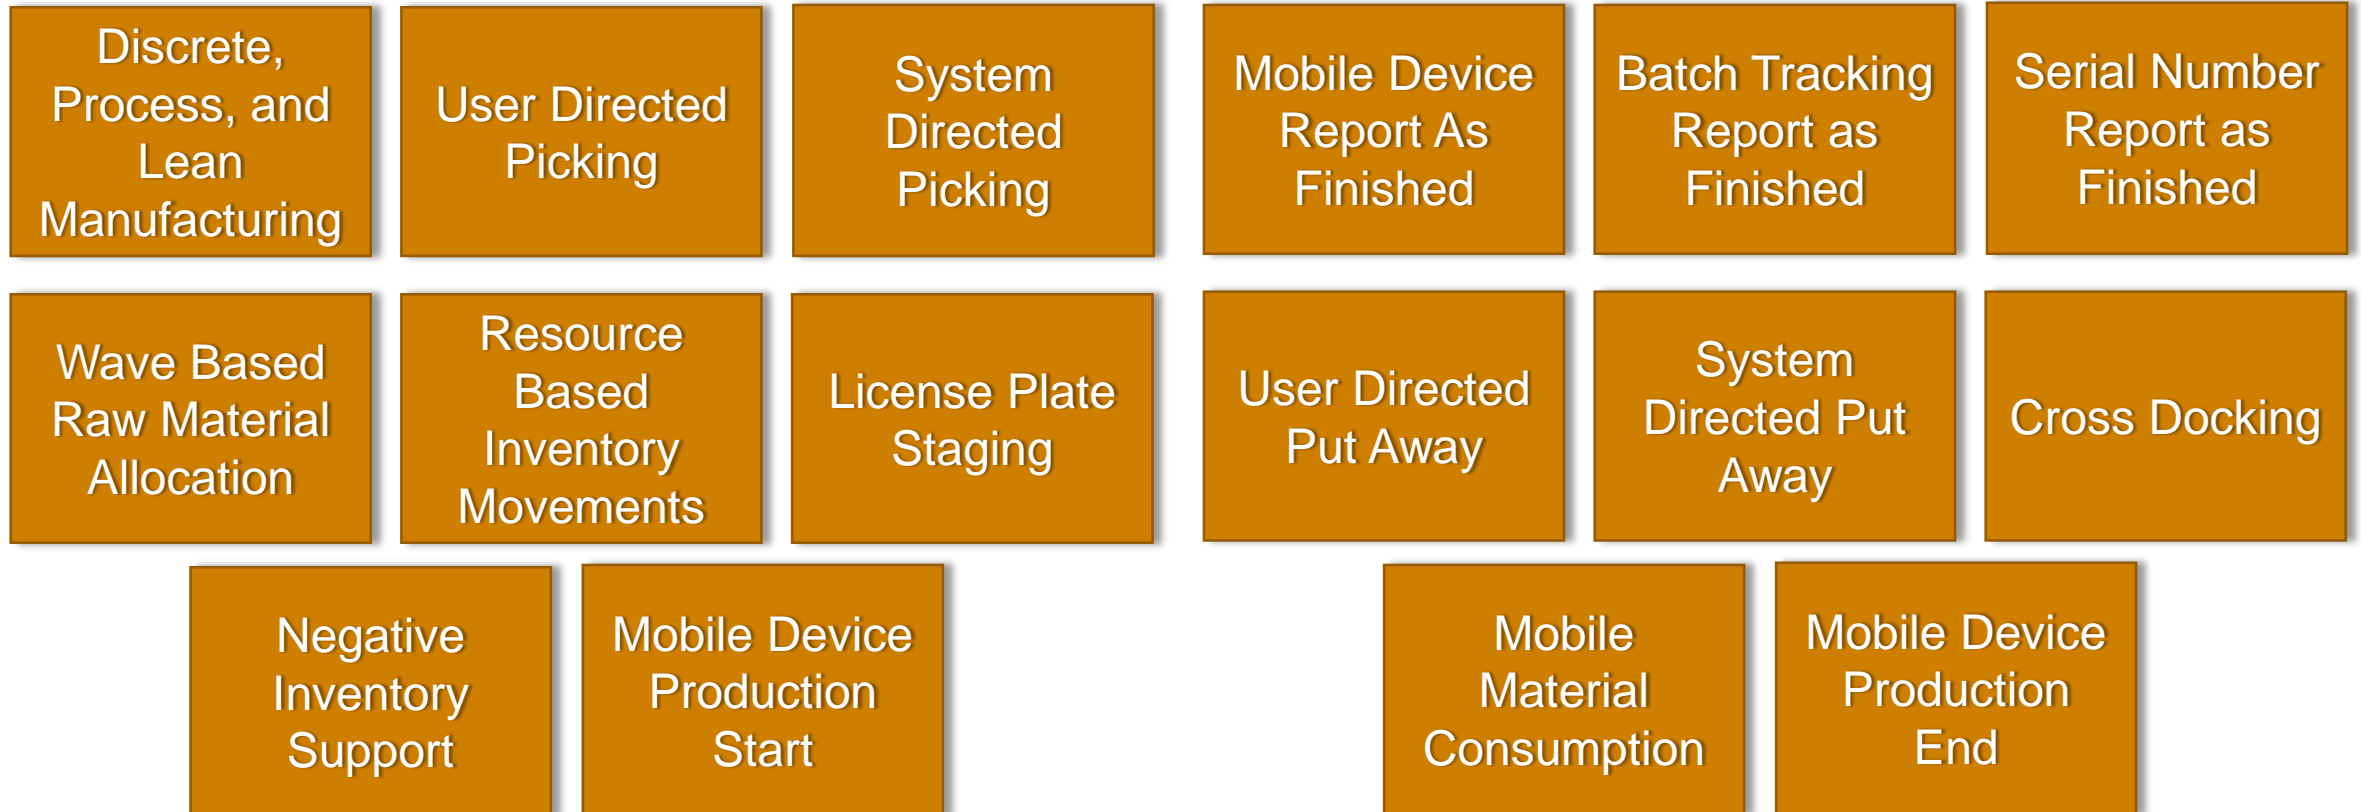 Discrete,
Process, and
Lean
Manufacturing
User Directed
Picking
System
Directed
Picking
Mobile Device
Report As
Finished
Batch Tracking
Report as
Finished
Serial Number
Report as
Finished
Wave Based
Raw Material
Allocation
Resource
Based
Inventory
Movements
License Plate
Staging
User Directed
Put Away
System
Directed Put
Away
Cross Docking
Negative
Inventory
Support
Mobile Device
Production
Start
Mobile
Material
Consumption
Mobile Device
Production
End